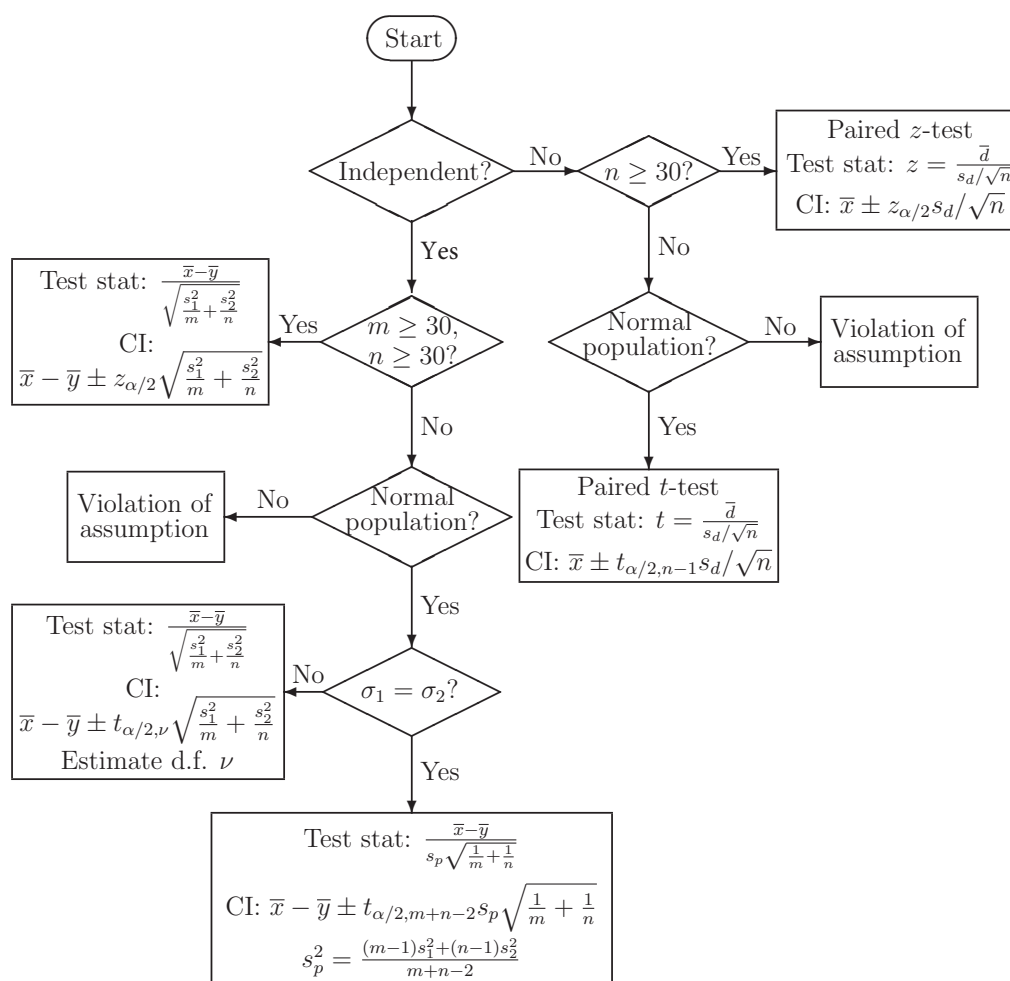 Start
Independent?
No
n ≥ 30?
Yes
Paired z-test
Test stat: z = d̅/(s_d/√n)
CI: x̅ ± z_{α/2}s_d/√n
Yes
No
Test stat: (x̅−y̅)/√(s₁²/m + s₂²/n)
CI:
x̅ − y̅ ± z_{α/2}√(s₁²/m + s₂²/n)
Yes
m ≥ 30,
n ≥ 30?
Normal
population?
No
Violation of
assumption
No
Yes
Violation of
assumption
No
Normal
population?
Paired t-test
Test stat: t = d̅/(s_d/√n)
CI: x̅ ± t_{α/2,n−1}s_d/√n
Yes
Test stat: (x̅−y̅)/√(s₁²/m + s₂²/n)
CI:
x̅ − y̅ ± t_{α/2,ν}√(s₁²/m + s₂²/n)
Estimate d.f. ν
No
σ₁ = σ₂?
Yes
Test stat: (x̅−y̅)/(s_p√(1/m + 1/n))
CI: x̅ − y̅ ± t_{α/2,m+n−2}s_p√(1/m + 1/n)
s_p² = ((m−1)s₁²+(n−1)s₂²)/(m+n−2)